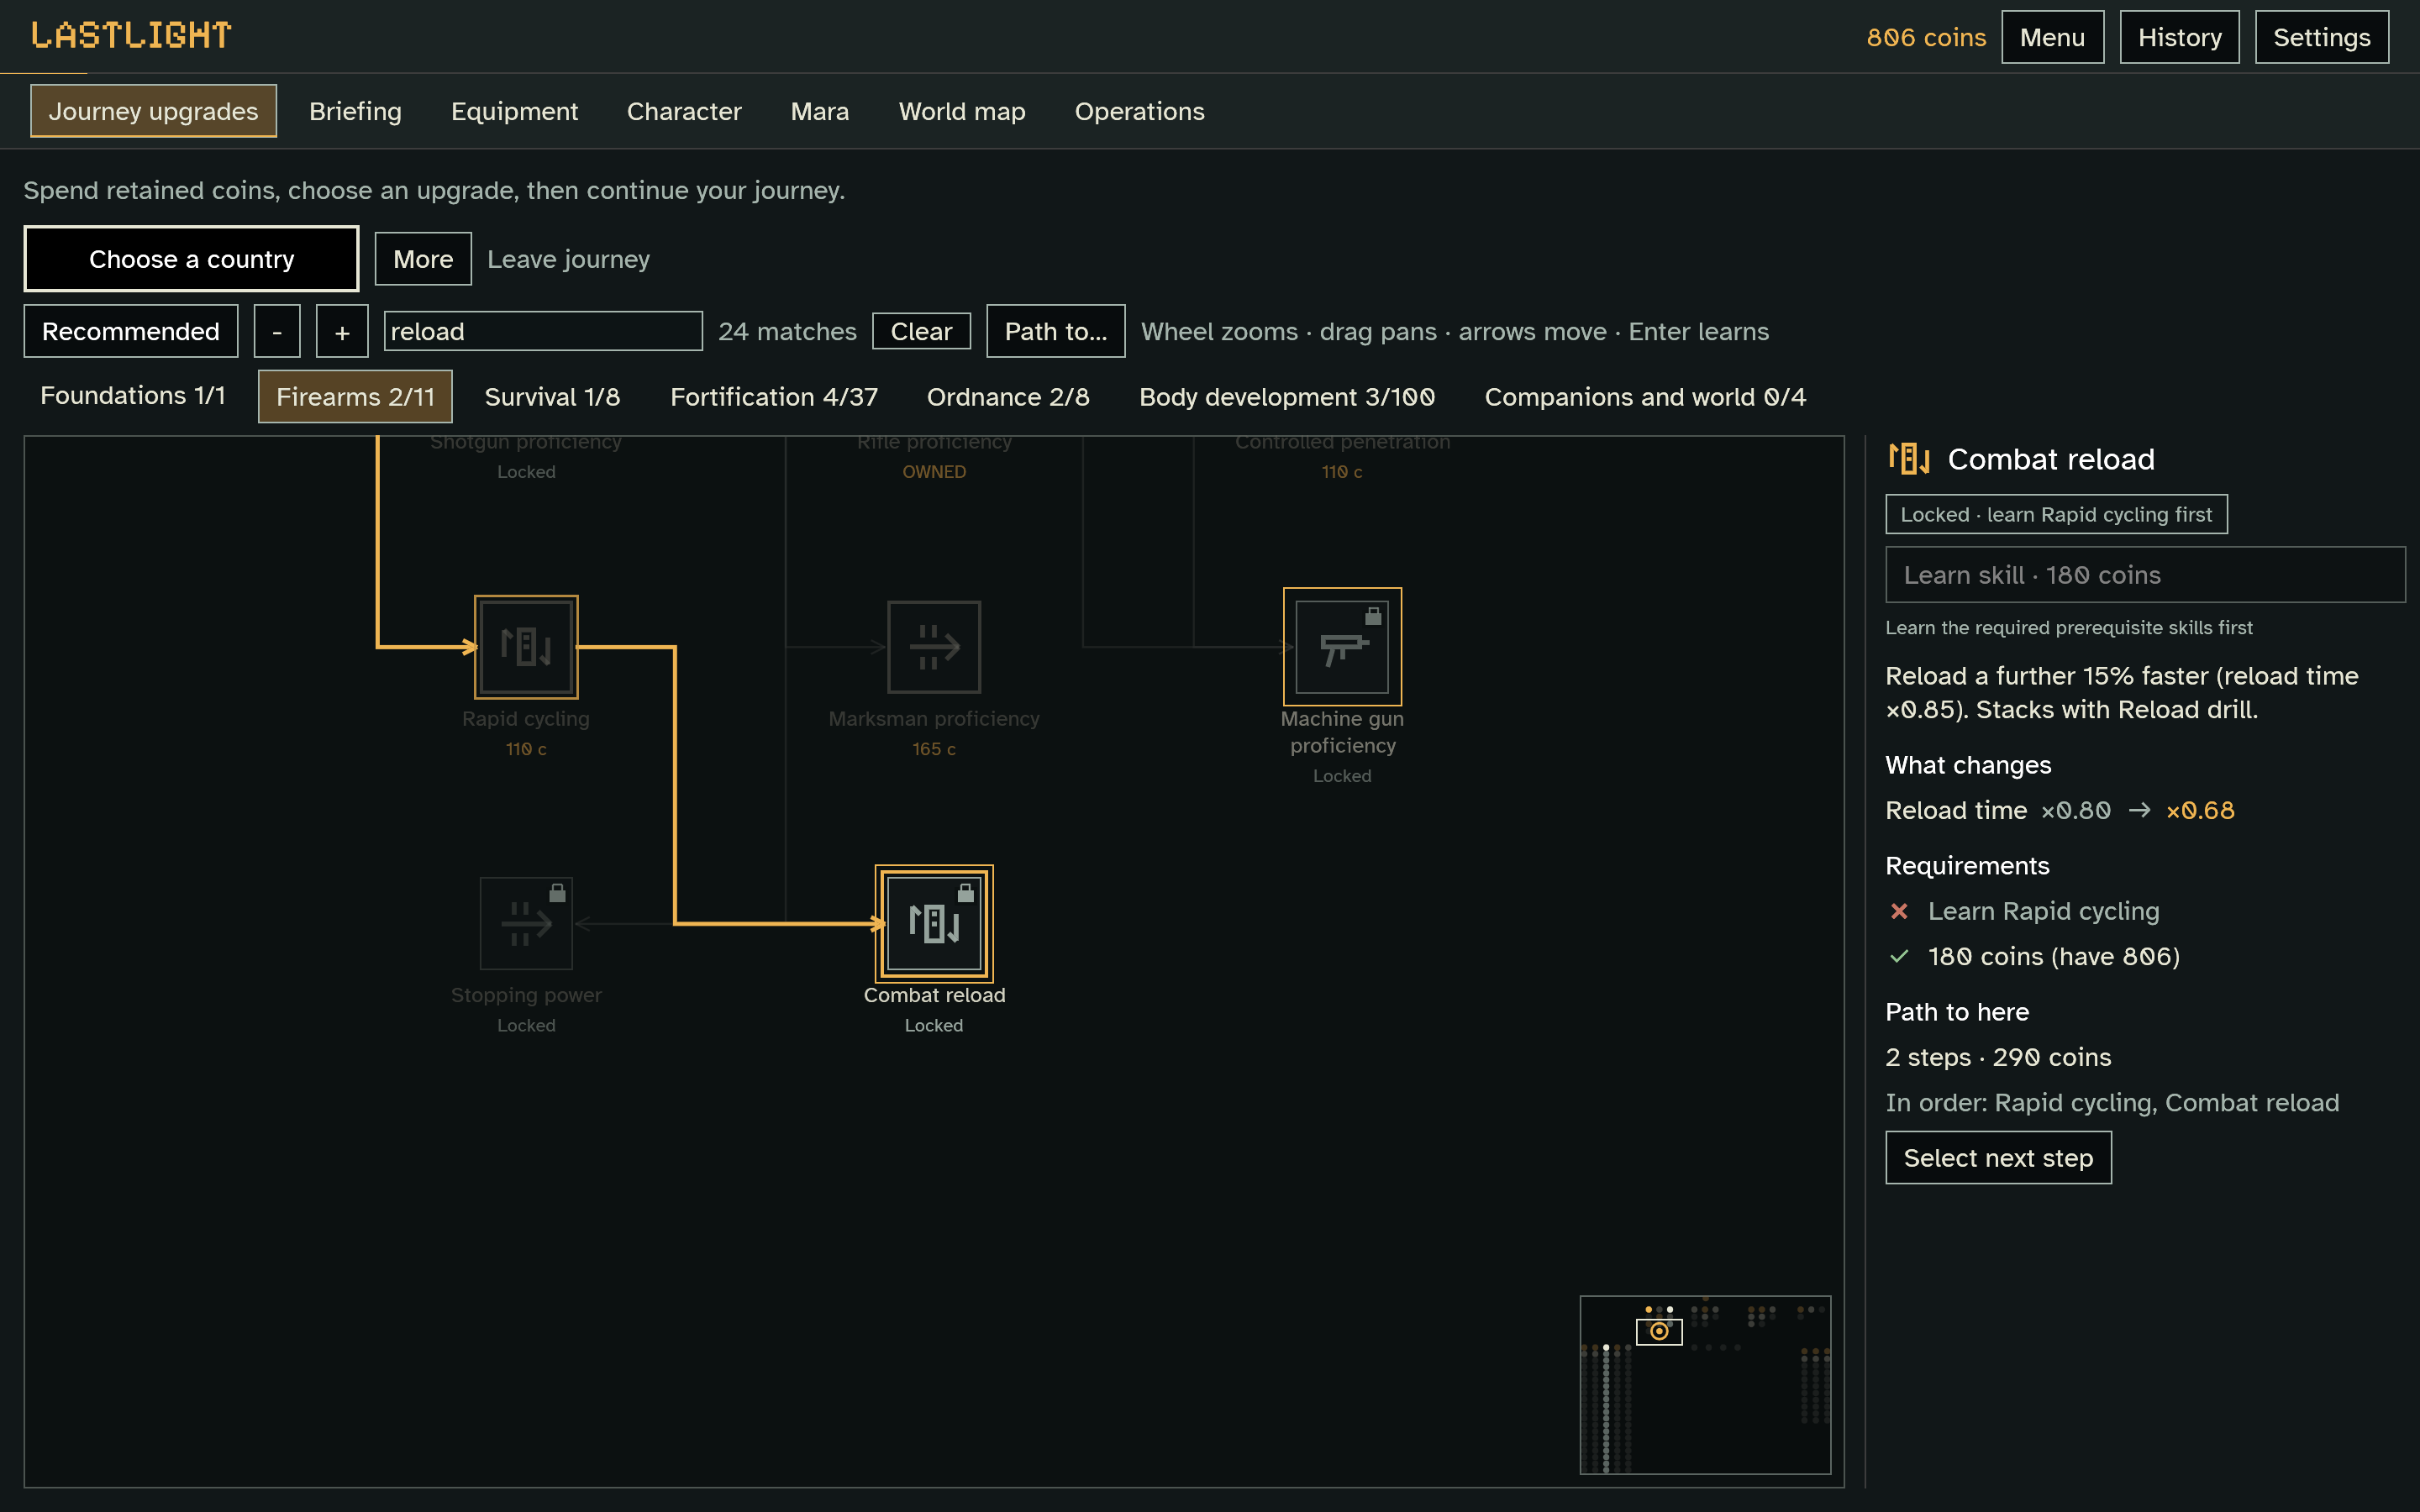 LASTLIGHT
806 coins
Menu
History
Settings
Journey upgrades
Briefing
Equipment
Character
Mara
World map
Operations
Spend retained coins, choose an upgrade, then continue your journey.
Choose a country
More
Leave journey
Recommended
-
+
reload
24 matches
Clear
Path to...
Wheel zooms · drag pans · arrows move · Enter learns
Foundations 1/1
Firearms 2/11
Survival 1/8
Fortification 4/37
Ordnance 2/8
Body development 3/100
Companions and world 0/4
Shotgun proficiency
Locked
Rifle proficiency
OWNED
Controlled penetration
110 c
Rapid cycling
110 c
Marksman proficiency
165 c
Machine gun
proficiency
Locked
Stopping power
Locked
Combat reload
Locked
Combat reload
Locked · learn Rapid cycling first
Learn skill · 180 coins
Learn the required prerequisite skills first
Reload a further 15% faster (reload time
×0.85). Stacks with Reload drill.
What changes
Reload time ×0.80 → ×0.68
Requirements
× Learn Rapid cycling
✓ 180 coins (have 806)
Path to here
2 steps · 290 coins
In order: Rapid cycling, Combat reload
Select next step